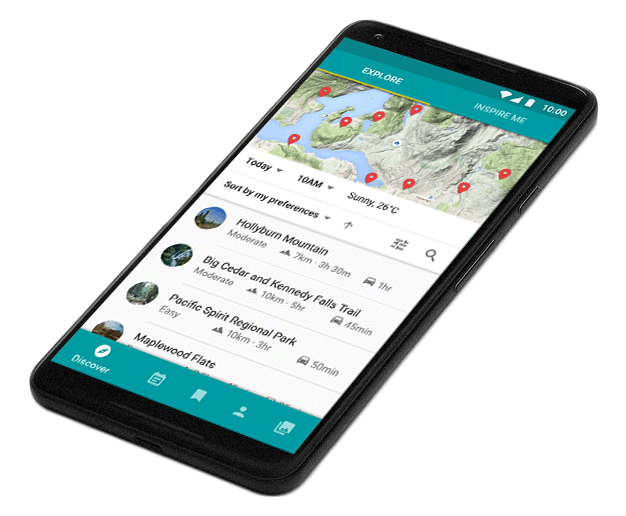 10:00
EXPLORE
INSPIRE ME
Today
10AM
Sunny, 26°C
Sort by my preferences
Hollyburn Mountain
Moderate 7km · 3h 30m 1hr
Big Cedar and Kennedy Falls Trail
Moderate 10km · 5hr 45min
Pacific Spirit Regional Park
Easy 10km · 3hr 50min
Maplewood Flats
Discover